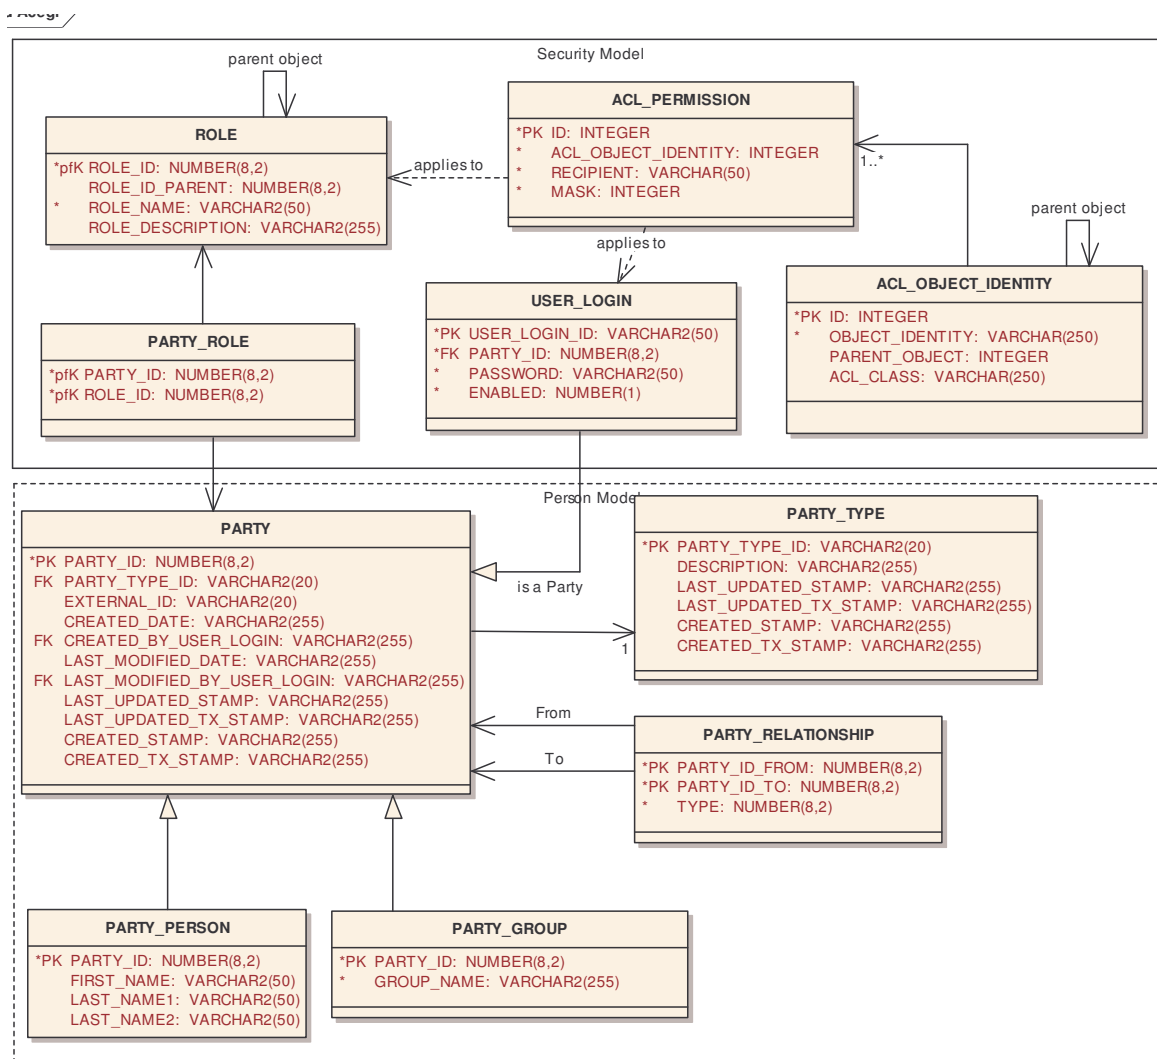 Security Model
parent object
ROLE
*pfK ROLE_ID: NUMBER(8,2)
ROLE_ID_PARENT: NUMBER(8,2)
* ROLE_NAME: VARCHAR2(50)
ROLE_DESCRIPTION: VARCHAR2(255)
applies to
ACL_PERMISSION
*PK ID: INTEGER
* ACL_OBJECT_IDENTITY: INTEGER
* RECIPIENT: VARCHAR(50)
* MASK: INTEGER
1..*
applies to
parent object
ACL_OBJECT_IDENTITY
*PK ID: INTEGER
* OBJECT_IDENTITY: VARCHAR(250)
PARENT_OBJECT: INTEGER
ACL_CLASS: VARCHAR(250)
USER_LOGIN
*PK USER_LOGIN_ID: VARCHAR2(50)
*FK PARTY_ID: NUMBER(8,2)
* PASSWORD: VARCHAR2(50)
* ENABLED: NUMBER(1)
PARTY_ROLE
*pfK PARTY_ID: NUMBER(8,2)
*pfK ROLE_ID: NUMBER(8,2)
Person Model
PARTY
*PK PARTY_ID: NUMBER(8,2)
FK PARTY_TYPE_ID: VARCHAR2(20)
EXTERNAL_ID: VARCHAR2(20)
CREATED_DATE: VARCHAR2(255)
FK CREATED_BY_USER_LOGIN: VARCHAR2(255)
LAST_MODIFIED_DATE: VARCHAR2(255)
FK LAST_MODIFIED_BY_USER_LOGIN: VARCHAR2(255)
LAST_UPDATED_STAMP: VARCHAR2(255)
LAST_UPDATED_TX_STAMP: VARCHAR2(255)
CREATED_STAMP: VARCHAR2(255)
CREATED_TX_STAMP: VARCHAR2(255)
is a Party
1
PARTY_TYPE
*PK PARTY_TYPE_ID: VARCHAR2(20)
DESCRIPTION: VARCHAR2(255)
LAST_UPDATED_STAMP: VARCHAR2(255)
LAST_UPDATED_TX_STAMP: VARCHAR2(255)
CREATED_STAMP: VARCHAR2(255)
CREATED_TX_STAMP: VARCHAR2(255)
From
To
PARTY_RELATIONSHIP
*PK PARTY_ID_FROM: NUMBER(8,2)
*PK PARTY_ID_TO: NUMBER(8,2)
* TYPE: NUMBER(8,2)
PARTY_PERSON
*PK PARTY_ID: NUMBER(8,2)
FIRST_NAME: VARCHAR2(50)
LAST_NAME1: VARCHAR2(50)
LAST_NAME2: VARCHAR2(50)
PARTY_GROUP
*PK PARTY_ID: NUMBER(8,2)
* GROUP_NAME: VARCHAR2(255)